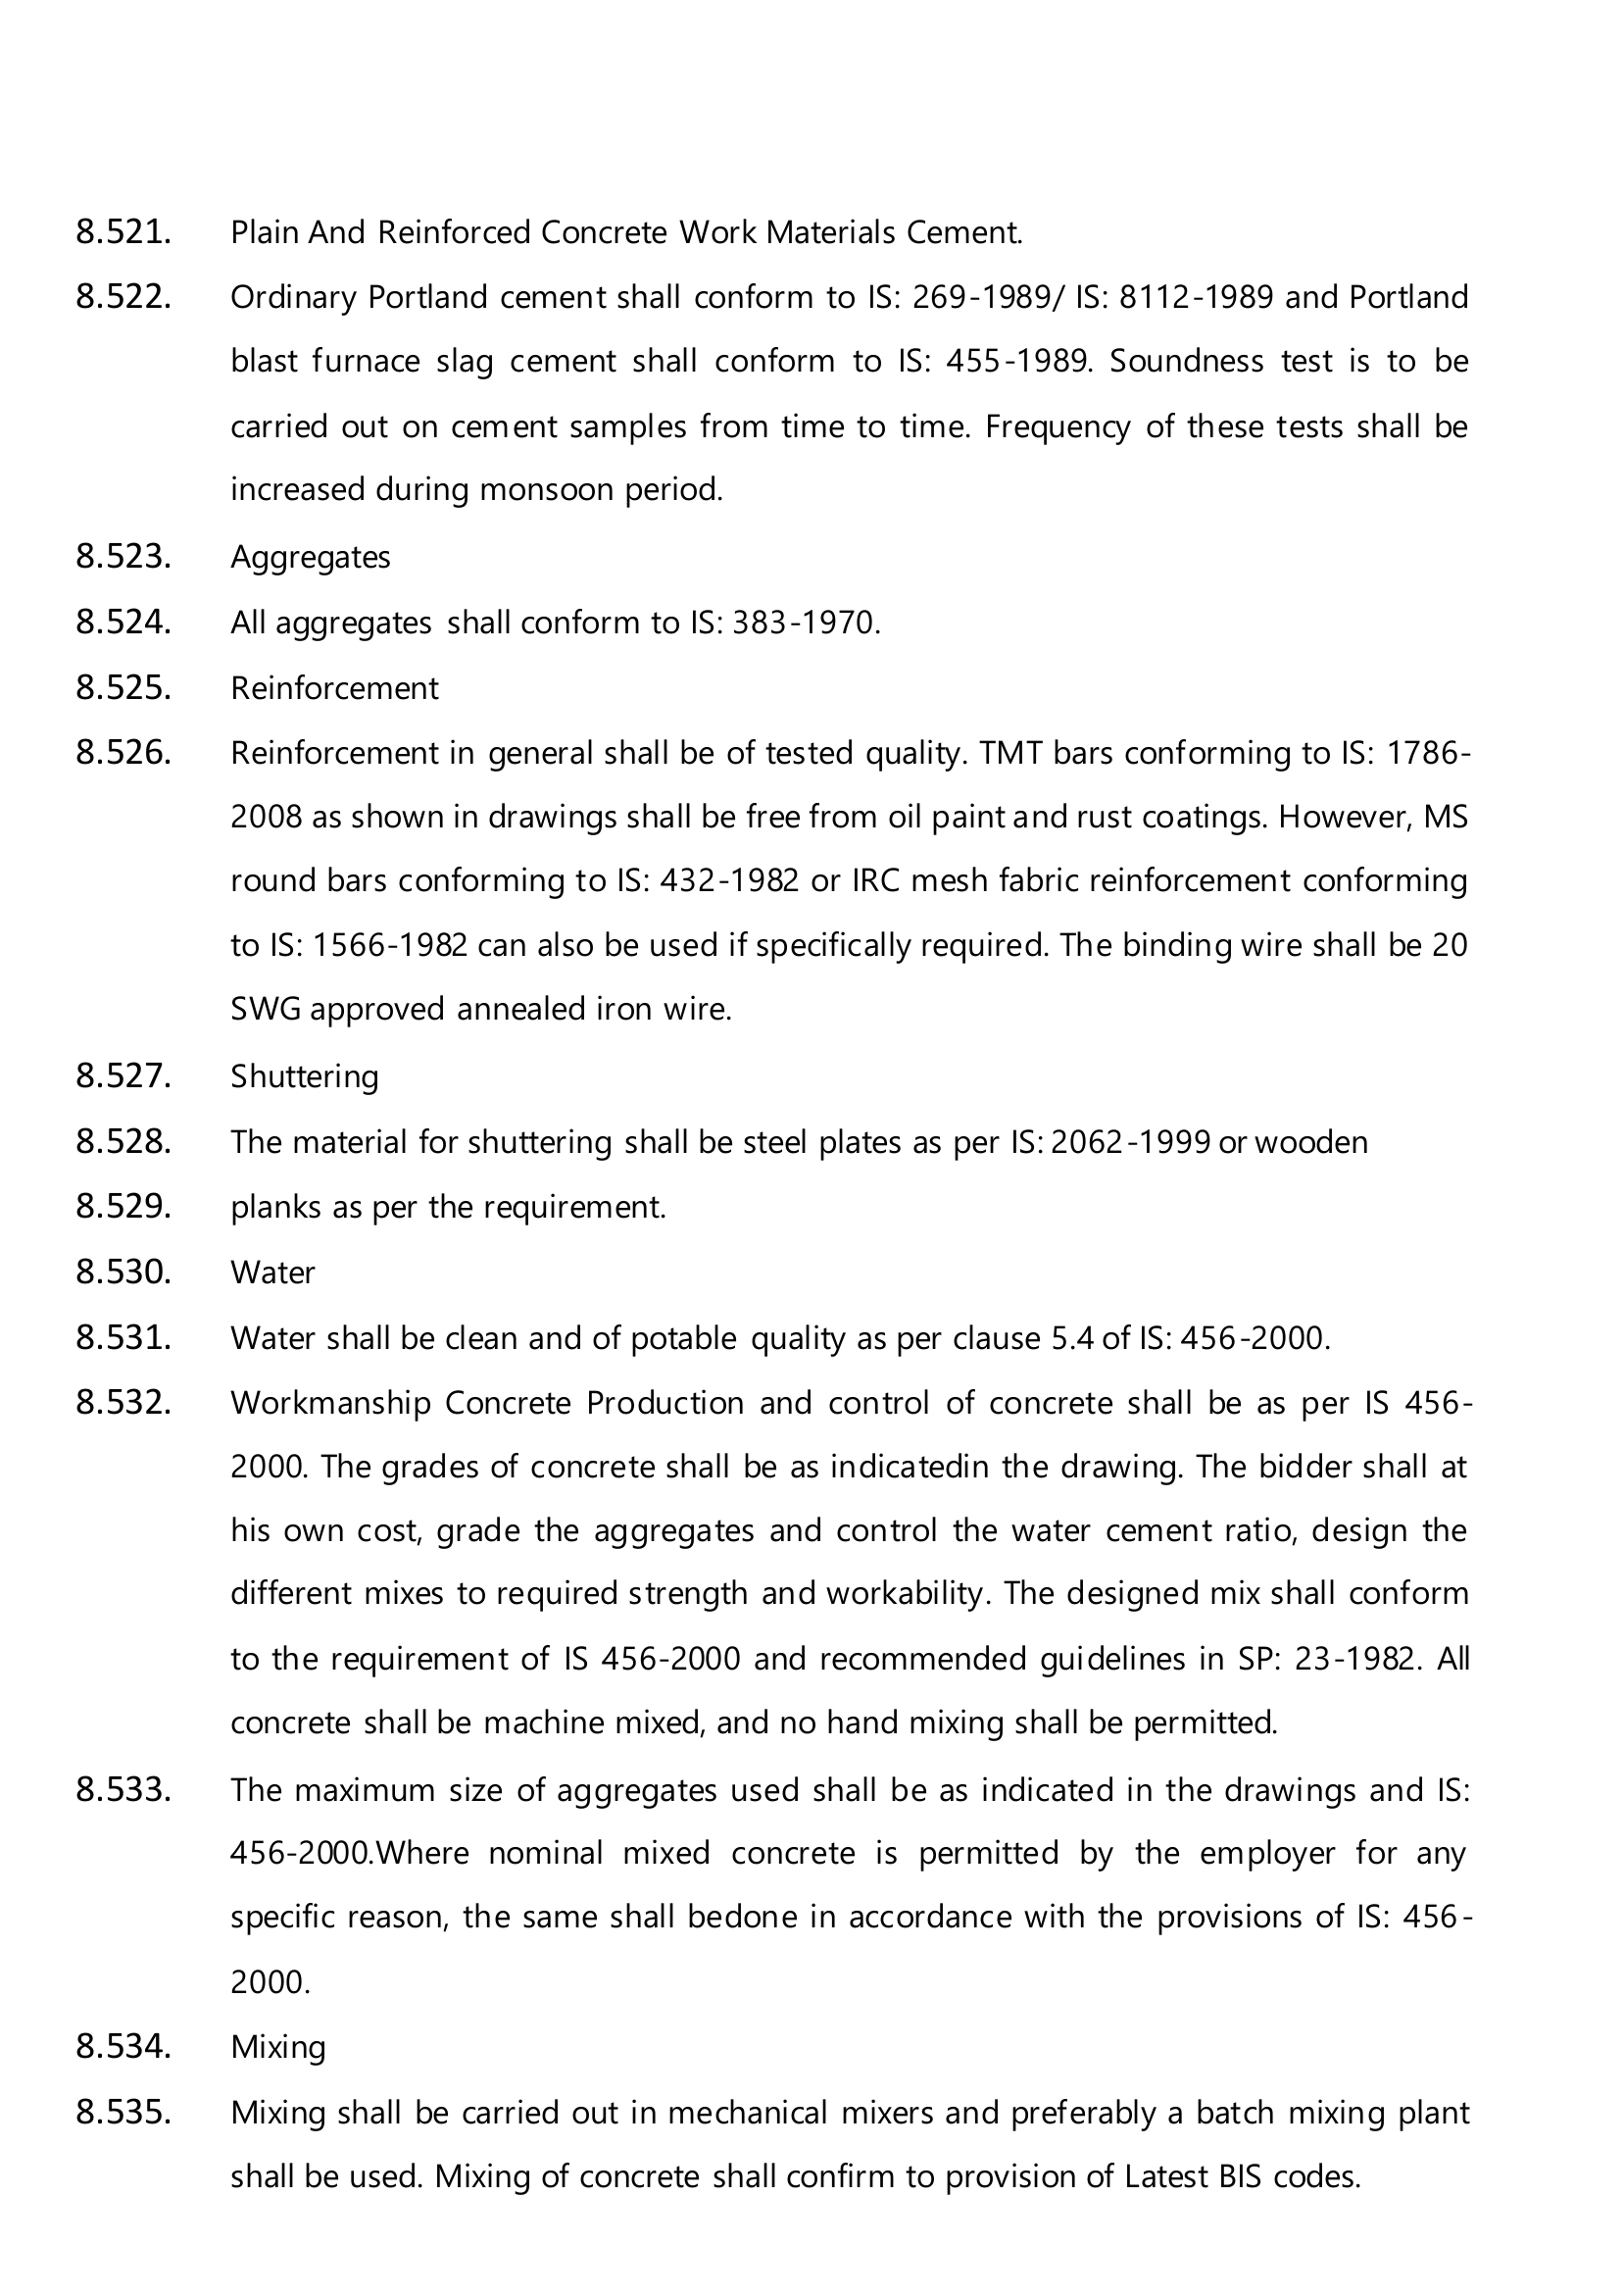 8.521. Plain And Reinforced Concrete Work Materials Cement.
8.522. Ordinary Portland cement shall conform to IS: 269-1989/ IS: 8112-1989 and Portland
blast furnace slag cement shall conform to IS: 455-1989. Soundness test is to be
carried out on cement samples from time to time. Frequency of these tests shall be
increased during monsoon period.
8.523. Aggregates
8.524. All aggregates shall conform to IS: 383-1970.
8.525. Reinforcement
8.526. Reinforcement in general shall be of tested quality. TMT bars conforming to IS: 1786-
2008 as shown in drawings shall be free from oil paint and rust coatings. However, MS
round bars conforming to IS: 432-1982 or IRC mesh fabric reinforcement conforming
to IS: 1566-1982 can also be used if specifically required. The binding wire shall be 20
SWG approved annealed iron wire.
8.527. Shuttering
8.528. The material for shuttering shall be steel plates as per IS: 2062-1999 or wooden
8.529. planks as per the requirement.
8.530. Water
8.531. Water shall be clean and of potable quality as per clause 5.4 of IS: 456-2000.
8.532. Workmanship Concrete Production and control of concrete shall be as per IS 456-
2000. The grades of concrete shall be as indicatedin the drawing. The bidder shall at
his own cost, grade the aggregates and control the water cement ratio, design the
different mixes to required strength and workability. The designed mix shall conform
to the requirement of IS 456-2000 and recommended guidelines in SP: 23-1982. All
concrete shall be machine mixed, and no hand mixing shall be permitted.
8.533. The maximum size of aggregates used shall be as indicated in the drawings and IS:
456-2000.Where nominal mixed concrete is permitted by the employer for any
specific reason, the same shall bedone in accordance with the provisions of IS: 456-
2000.
8.534. Mixing
8.535. Mixing shall be carried out in mechanical mixers and preferably a batch mixing plant
shall be used. Mixing of concrete shall confirm to provision of Latest BIS codes.